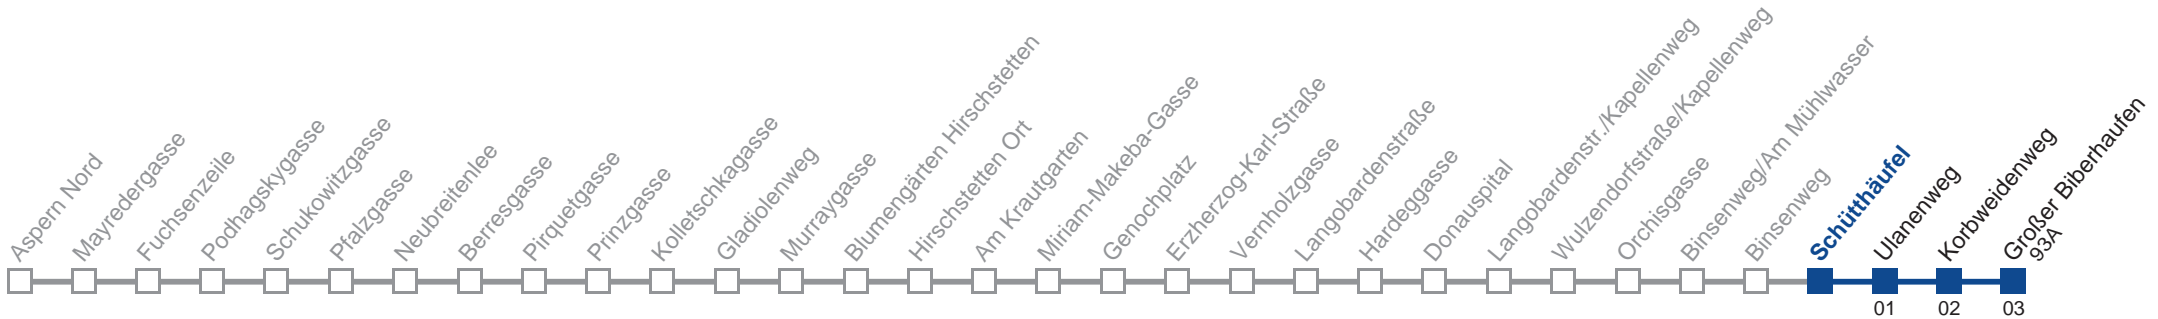 Aspern Nord
Mayredergasse
Fuchsenzeile
Podhagskygasse
Schukowitzgasse
Pfalzgasse
Neubreitenlee
Berresgasse
Pirquetgasse
Prinzgasse
Kolletschkagasse
Gladiolenweg
Murraygasse
Blumengärten Hirschstetten
Hirschstetten Ort
Am Krautgarten
Miriam-Makeba-Gasse
Genochplatz
Erzherzog-Karl-Straße
Vernholzgasse
Langobardenstraße
Hardeggasse
Donauspital
Langobardenstr./Kapellenweg
Wulzendorfstraße/Kapellenweg
Orchisgasse
Binsenweg/Am Mühlwasser
Binsenweg
Schütthäufel
Ulanenweg
Korbweidenweg
Großer Biberhaufen
93A
01
02
03